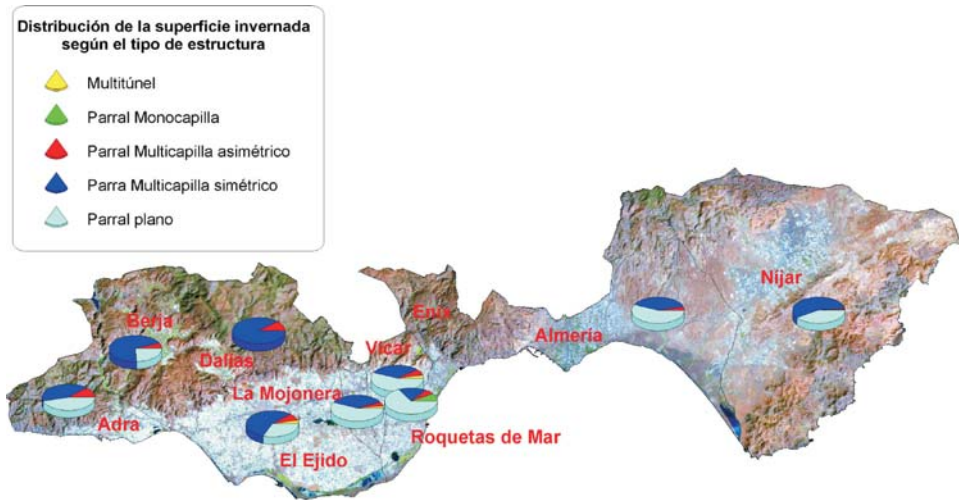 Distribución de la superficie invernada
según el tipo de estructura
Multitúnel
Parral Monocapilla
Parral Multicapilla asimétrico
Parra Multicapilla simétrico
Parral plano
Níjar
Enix
Berja
Almería
Vícar
Dalías
La Mojonera
Adra
Roquetas de Mar
El Ejido